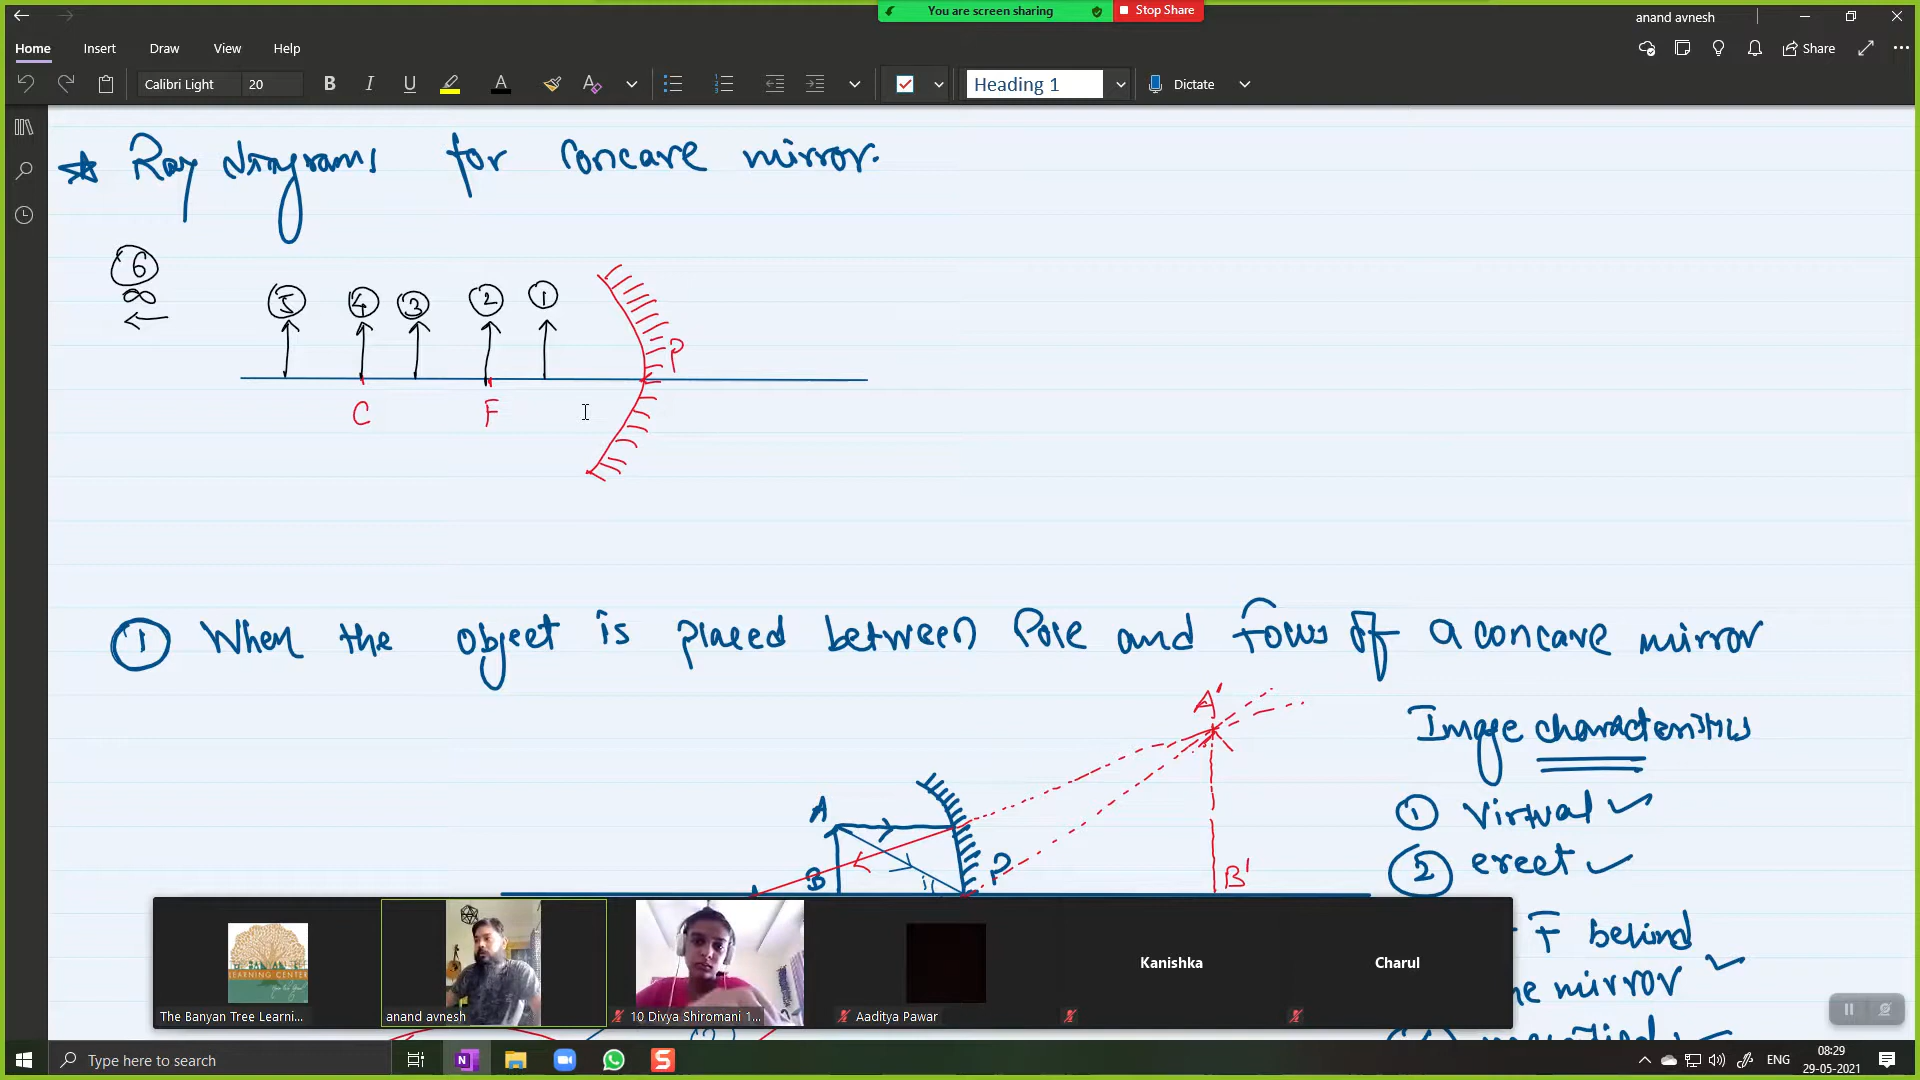 You are screen sharing Stop Share
anand avnesh
Home Insert Draw View Help
Share
Calibri Light 20 B I U A A Heading 1 Dictate
Ray diagrams for concave mirror.
6
∞
5 4 3 2 1
P
C F
1 When the object is placed between Pole and focus of a concave mirror
A'
Image characteristics
A
1 virtual ✓
B i P B'
2 erect ✓
F behind
mirror ✓
LEARNING CENTER
Kanishka Charul
The Banyan Tree Learni... anand avnesh 10 Divya Shiromani 1... Aaditya Pawar
Type here to search
N S
ENG
08:29
29-05-2021